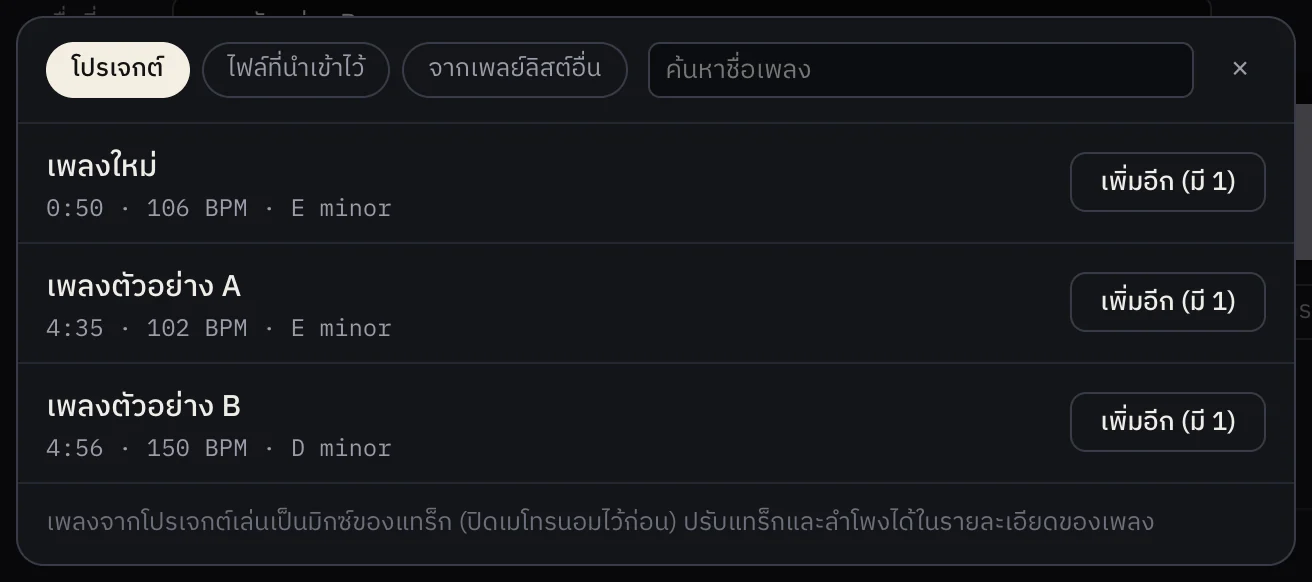 โปรเจกต์ ไฟล์ที่นำเข้าไว้ จากเพลย์ลิสต์อื่น ค้นหาชื่อเพลง ×
เพลงใหม่
0:50 · 106 BPM · E minor
เพิ่มอีก (มี 1)
เพลงตัวอย่าง A
4:35 · 102 BPM · E minor
เพิ่มอีก (มี 1)
เพลงตัวอย่าง B
4:56 · 150 BPM · D minor
เพิ่มอีก (มี 1)
เพลงจากโปรเจกต์เล่นเป็นมิกซ์ของแทร็ก (ปิดเมโทรนอมไว้ก่อน) ปรับแทร็กและลำโพงได้ในรายละเอียดของเพลง